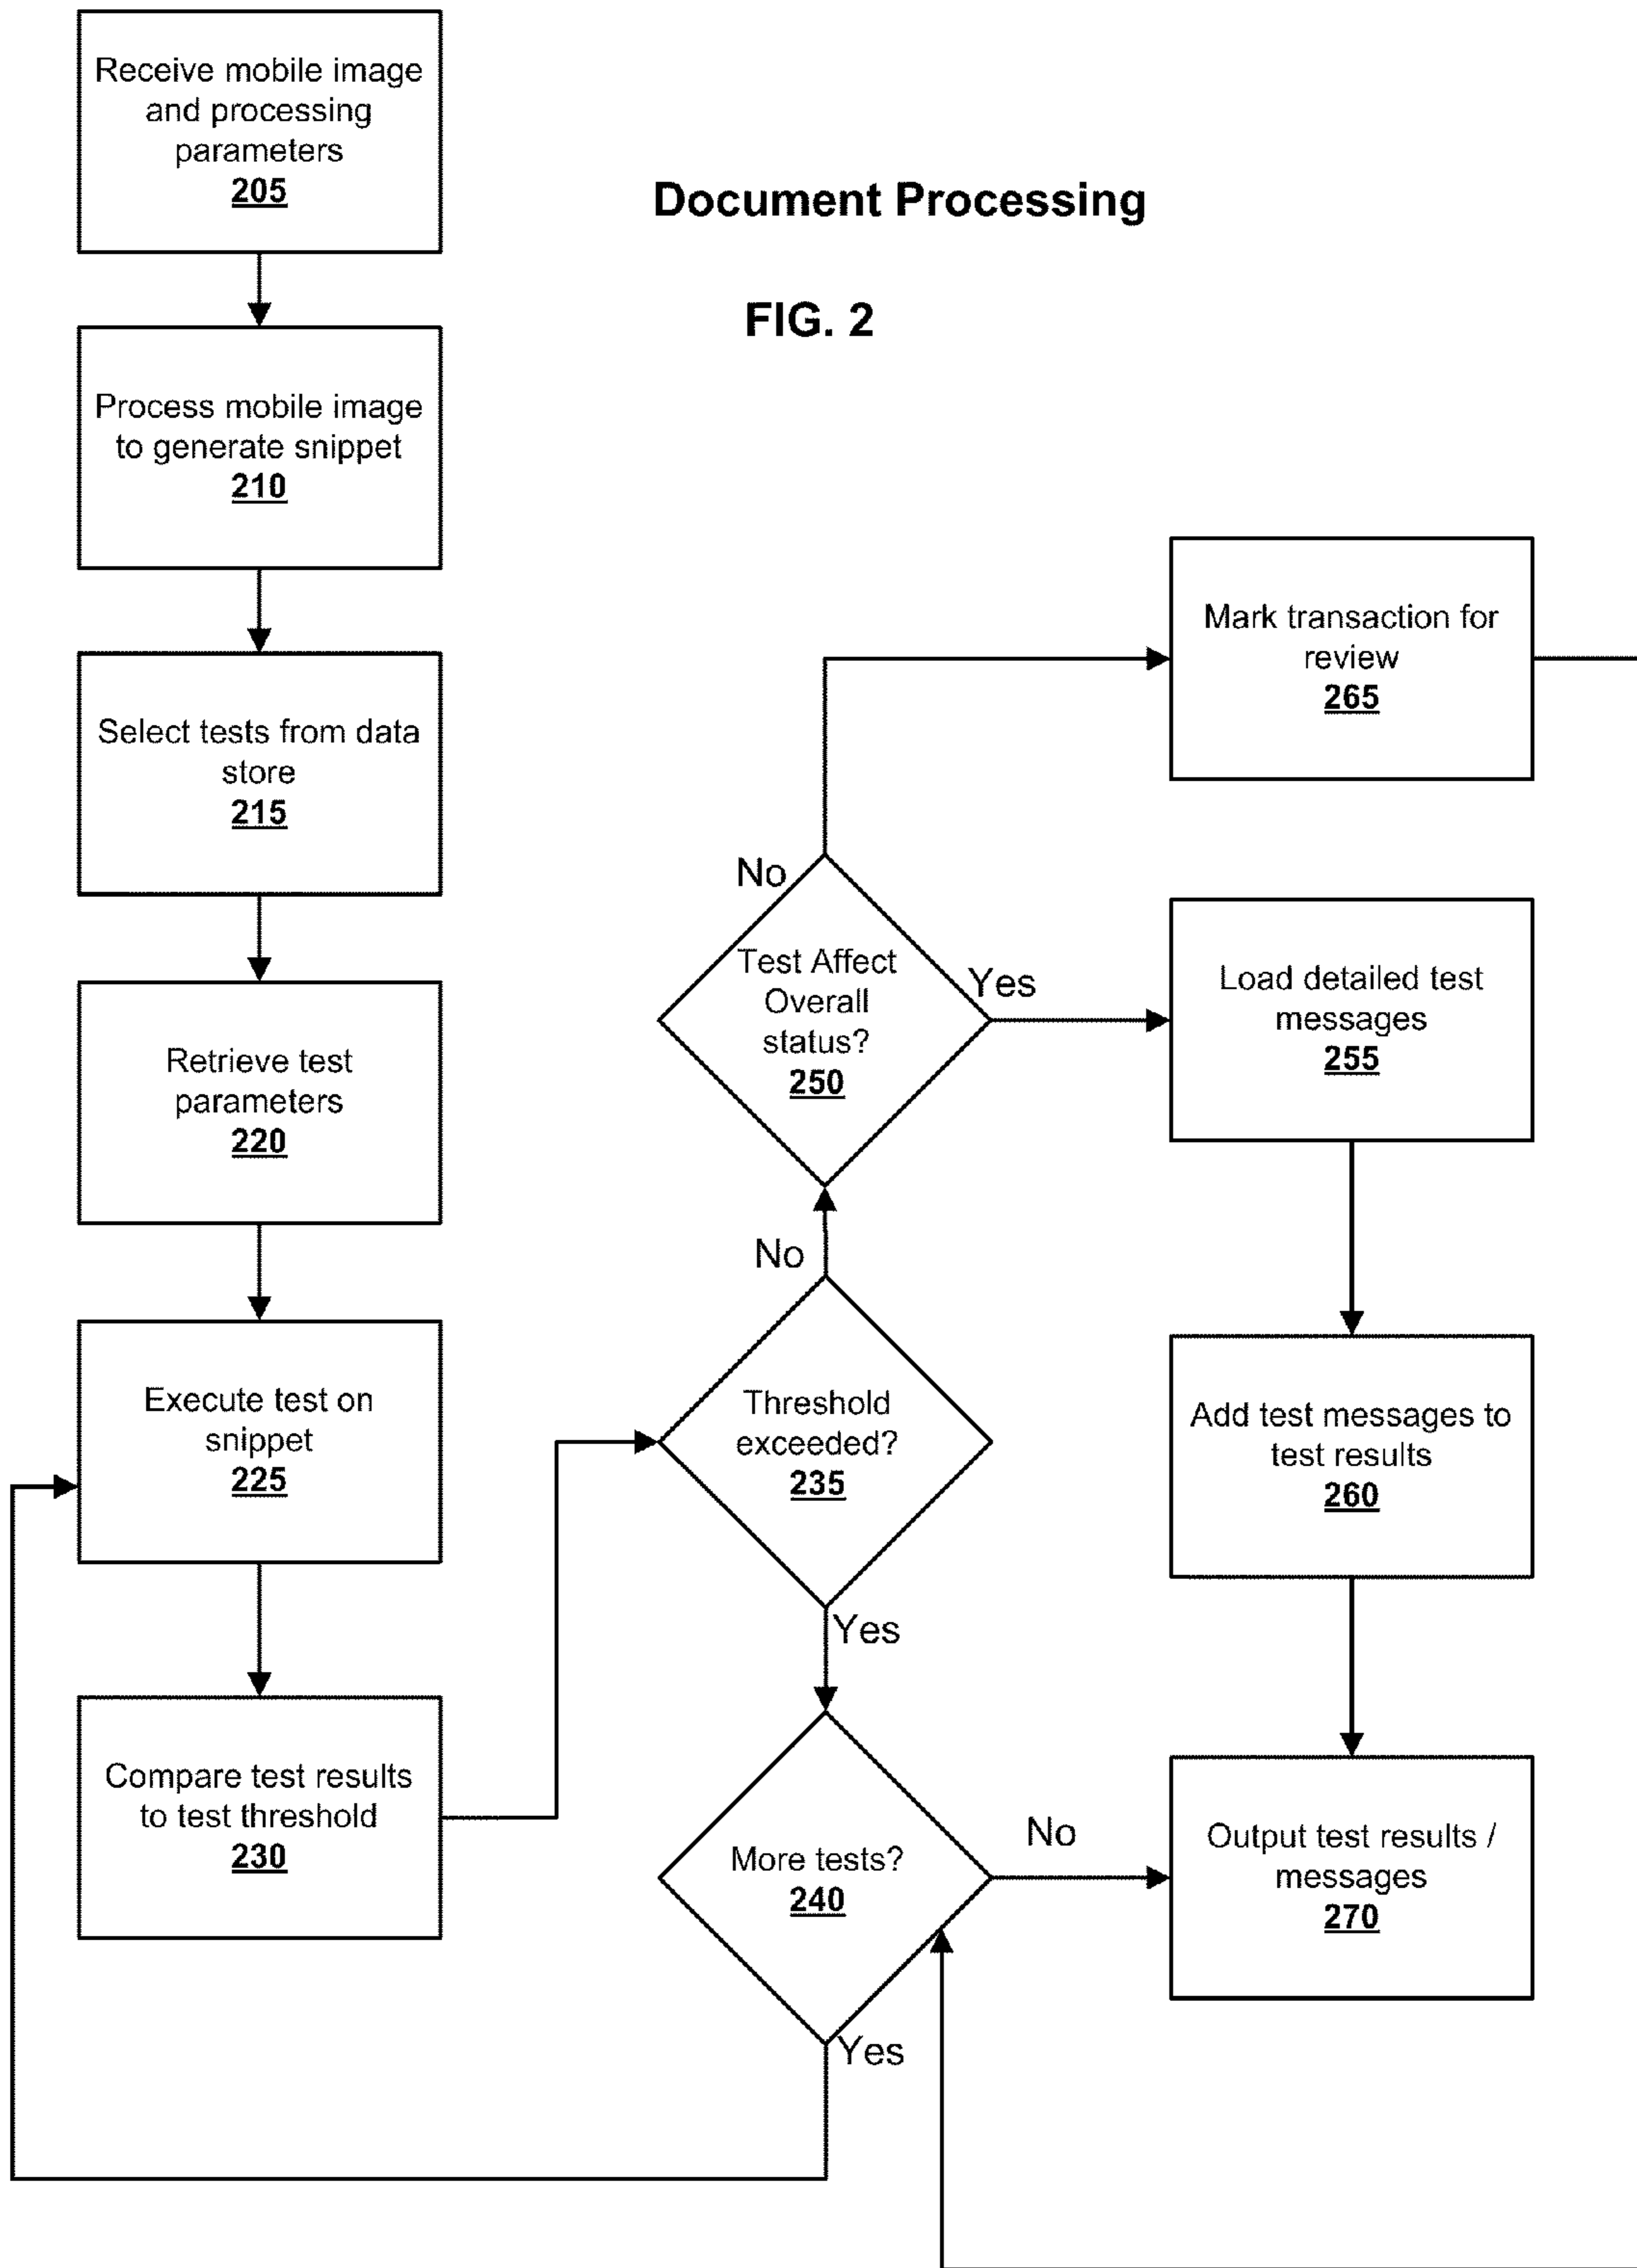 Receive mobile image
and processing
parameters
205
Document Processing
FIG. 2
Process mobile image
to generate snippet
210
Select tests from data
store
215
Retrieve test
parameters
220
Execute test on
snippet
225
Compare test results
to test threshold
230
Threshold
exceeded?
235
No
Yes
Test Affect
Overall
status?
250
No
Yes
Mark transaction for
review
265
Load detailed test
messages
255
Add test messages to
test results
260
More tests?
240
No
Yes
Output test results /
messages
270